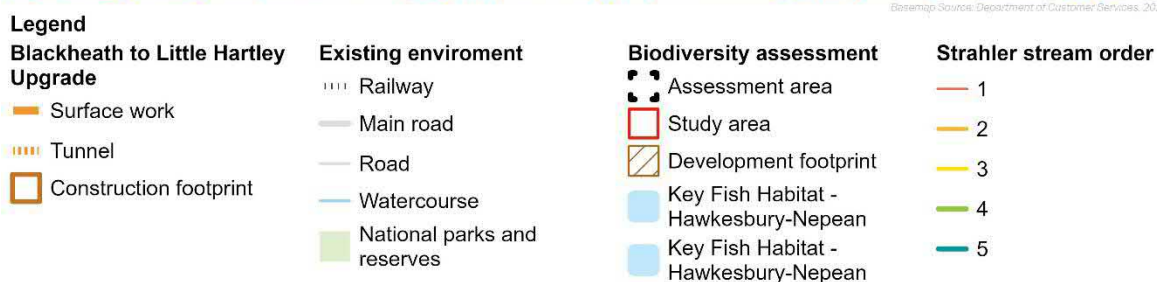 Basemap Source: Department of Customer Services, 20.
Legend
Blackheath to Little Hartley
Upgrade
Surface work
Tunnel
Construction footprint
Existing enviroment
Railway
Main road
Road
Watercourse
National parks and
reserves
Biodiversity assessment
Assessment area
Study area
Development footprint
Key Fish Habitat -
Hawkesbury-Nepean
Key Fish Habitat -
Hawkesbury-Nepean
Strahler stream order
1
2
3
4
5